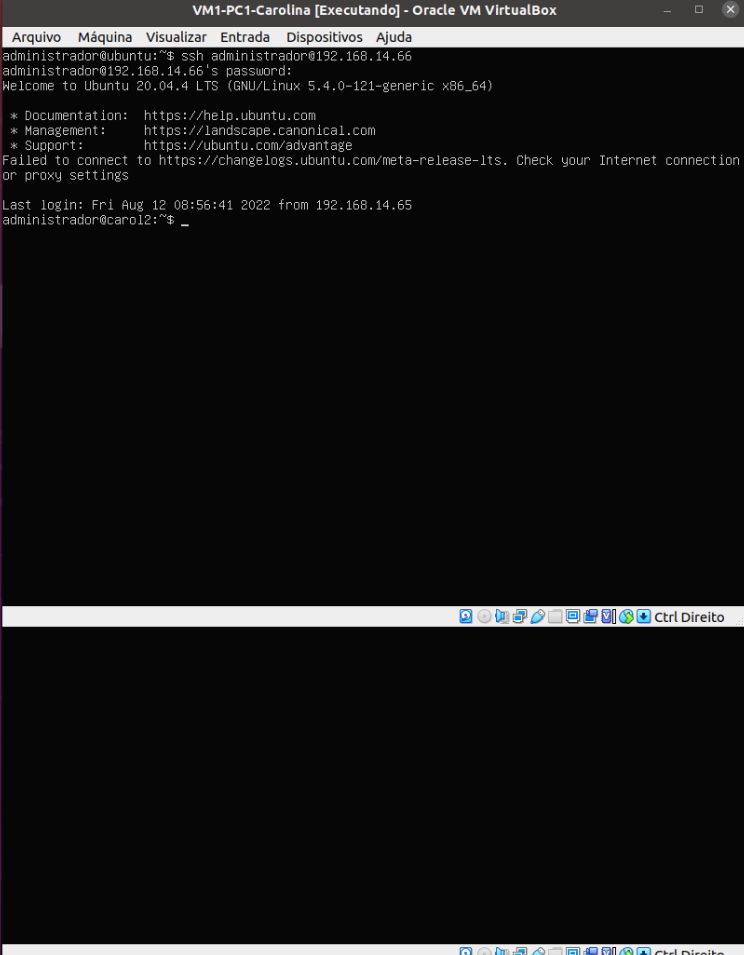 VM1-PC1-Carolina [Executando] - Oracle VM VirtualBox
Arquivo Máquina Visualizar Entrada Dispositivos Ajuda
administrador@ubuntu:~$ ssh administrador@192.168.14.66
administrador@192.168.14.66's password:
Welcome to Ubuntu 20.04.4 LTS (GNU/Linux 5.4.0-121-generic x86_64)
* Documentation: https://help.ubuntu.com
* Management: https://landscape.canonical.com
* Support: https://ubuntu.com/advantage
Failed to connect to https://changelogs.ubuntu.com/meta-release-lts. Check your Internet connection
or proxy settings
Last login: Fri Aug 12 08:56:41 2022 from 192.168.14.65
administrador@carol2:~$ _
Ctrl Direito
Ctrl Direito